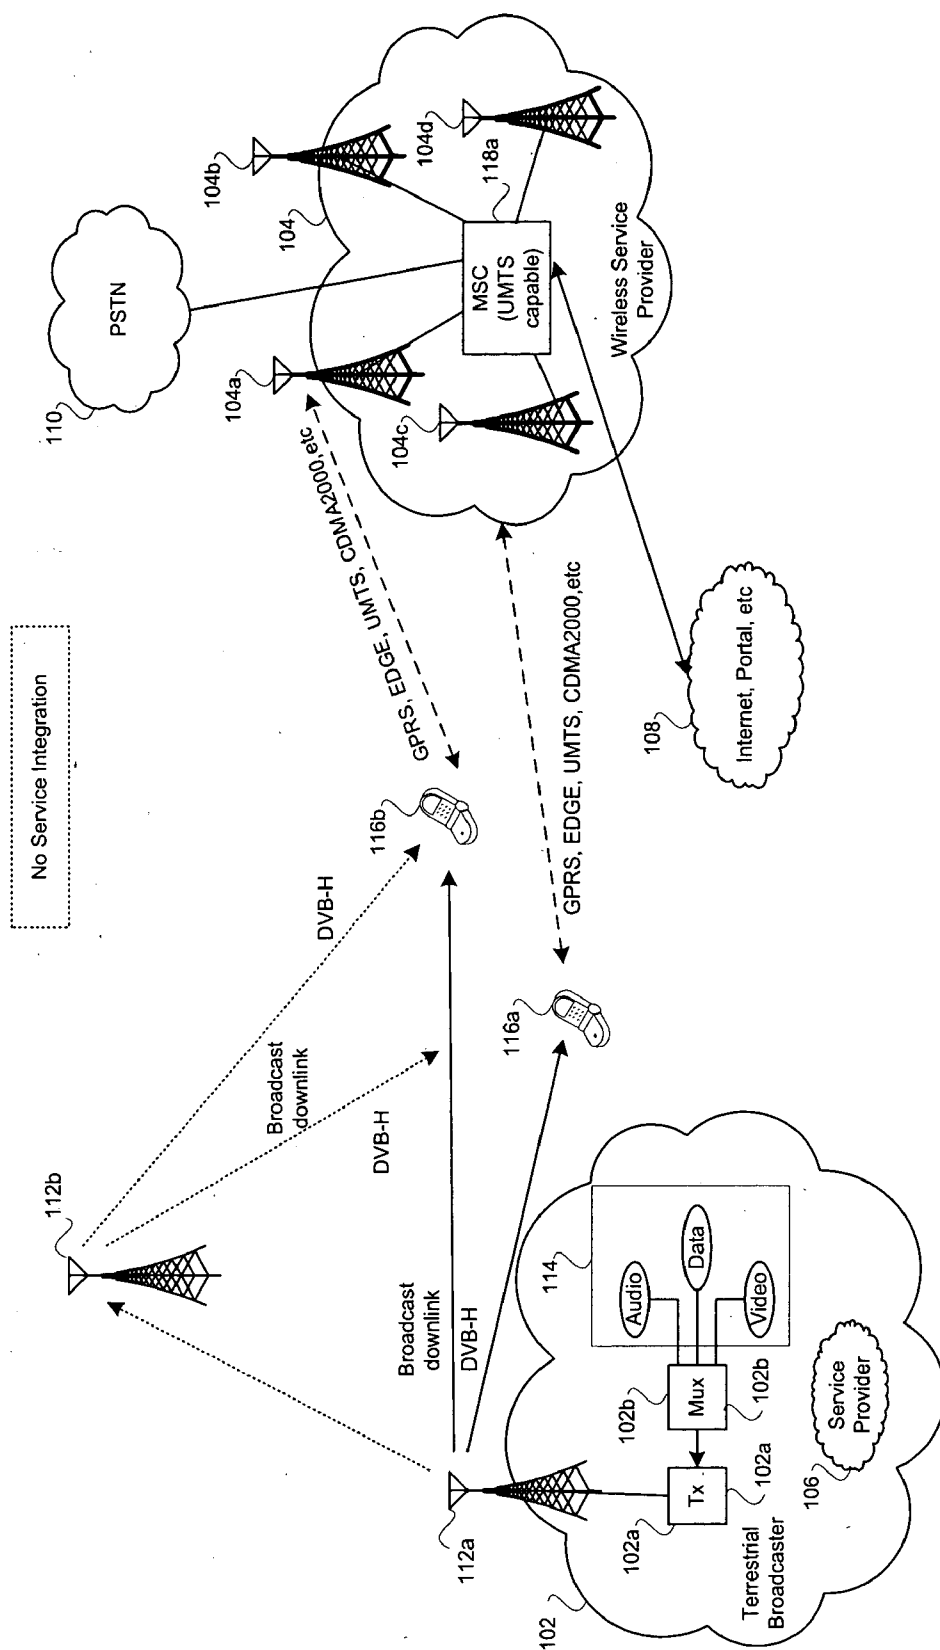 No Service Integration
112b
Broadcast
downlink
DVB-H
DVB-H
110
PSTN
104b
104a
104
104c
104d
118a
MSC
(UMTS
capable)
Wireless Service
Provider
GPRS, EDGE, UMTS, CDMA2000,etc
116b
GPRS, EDGE, UMTS, CDMA2000,etc
116a
108
Internet, Portal, etc
112a
Broadcast
downlink
DVB-H
114
Audio
Data
Video
102b
Mux
102b
102a
Tx
102a
Service
Provider
106
Terrestrial
Broadcaster
102